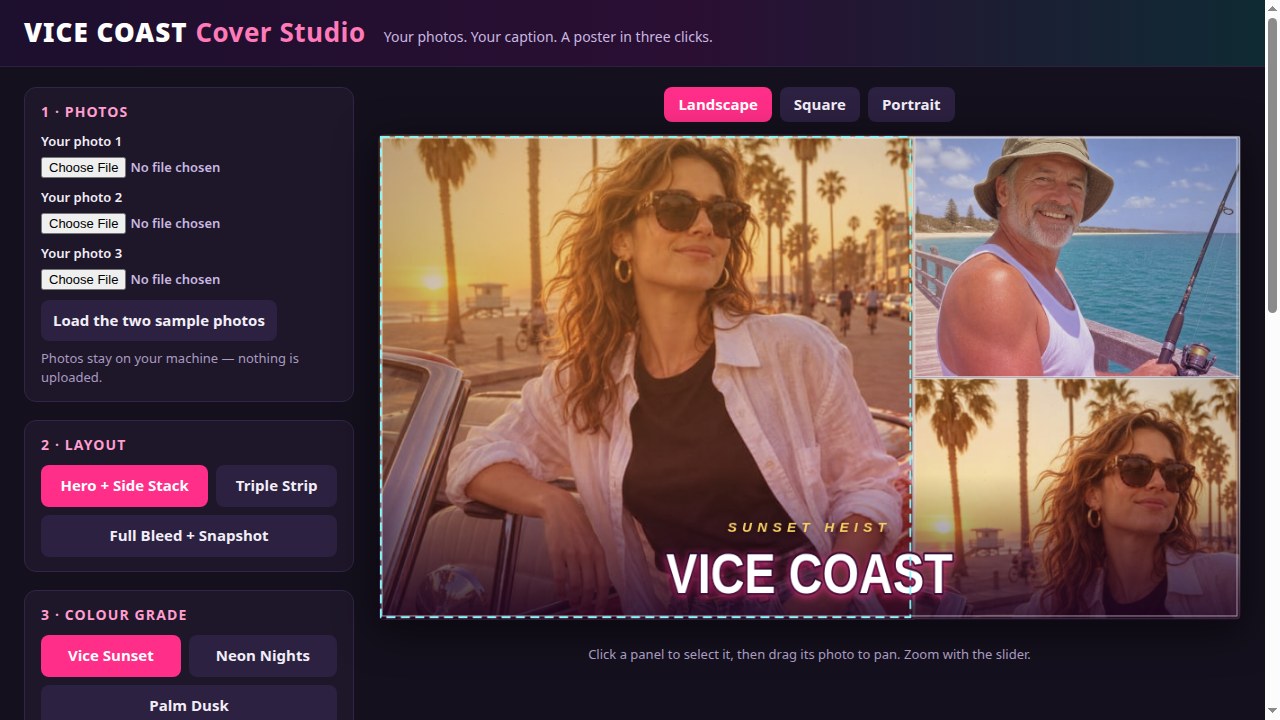 VICE COAST Cover Studio
Your photos. Your caption. A poster in three clicks.
1 · PHOTOS
Your photo 1
Choose File No file chosen
Your photo 2
Choose File No file chosen
Your photo 3
Choose File No file chosen
Load the two sample photos
Photos stay on your machine — nothing is
uploaded.
2 · LAYOUT
Hero + Side Stack
Triple Strip
Full Bleed + Snapshot
3 · COLOUR GRADE
Vice Sunset
Neon Nights
Palm Dusk
Landscape
Square
Portrait
SUNSET HEIST
VICE COAST
Click a panel to select it, then drag its photo to pan. Zoom with the slider.